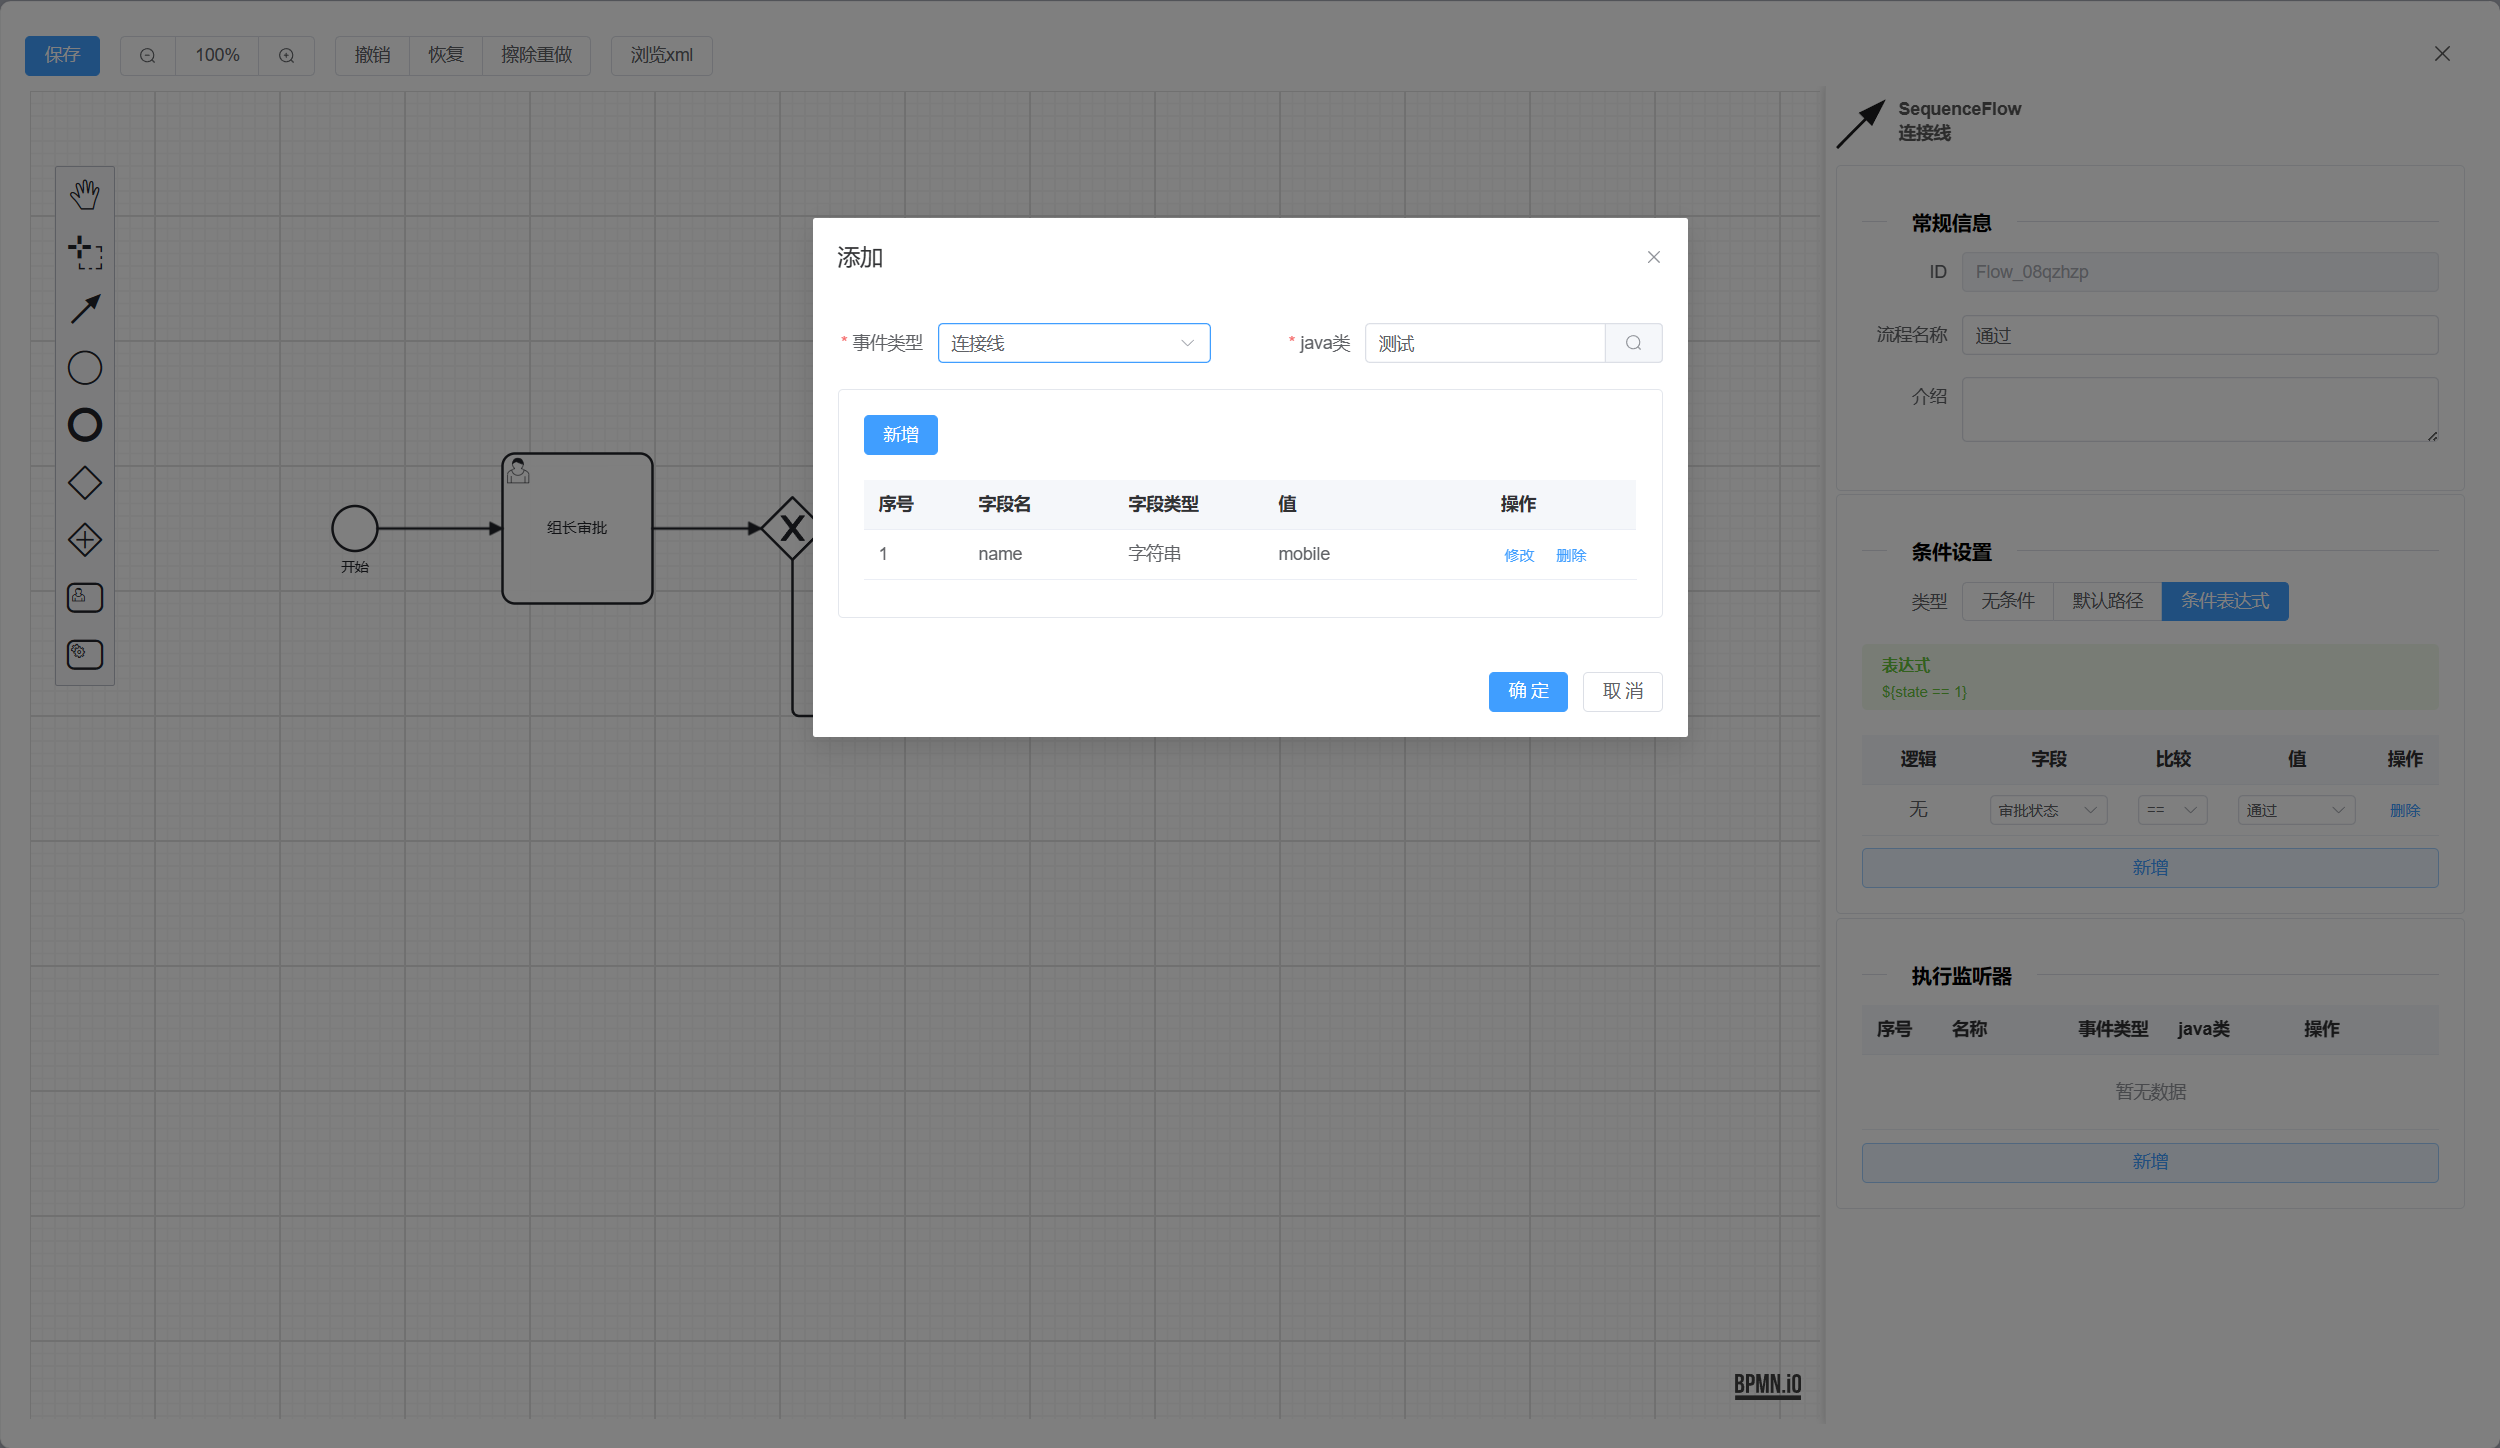 保存
100%
撤销 恢复 擦除重做
浏览xml
SequenceFlow
连接线
常规信息
ID Flow_08qzhzp
流程名称 通过
介绍
条件设置
类型 无条件 默认路径 条件表达式
表达式
${state == 1}
逻辑 字段 比较 值 操作
无 审批状态 == 通过 删除
新增
执行监听器
序号 名称 事件类型 java类 操作
暂无数据
新增
开始
组长审批
添加
* 事件类型 连接线 * java类 测试
新增
序号 字段名 字段类型 值 操作
1 name 字符串 mobile 修改 删除
确 定 取 消
BPMN.iO